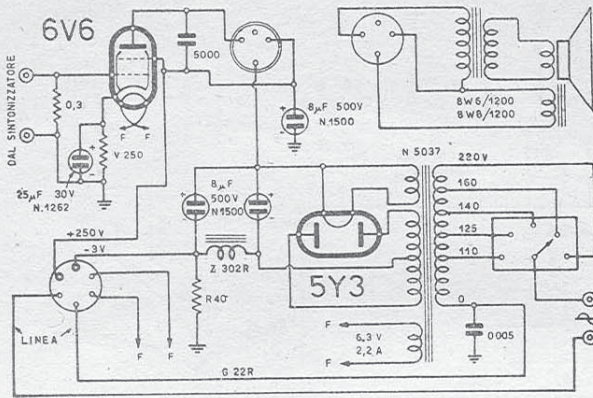 6V6
5000
DAL SINTONIZZATORE
0,3
F
F
V 250
25µF 30V
N.1262
8µF 500V
N.1500
8W6/1200
8W8/1200
N 5037
220V
160
140
125
110
0
8µF
500V
N1500
+250V
-3V
Z 302R
5Y3
R40
LINEA
F
F
F
6,3 V
2,2 A
F
0005
G 22R